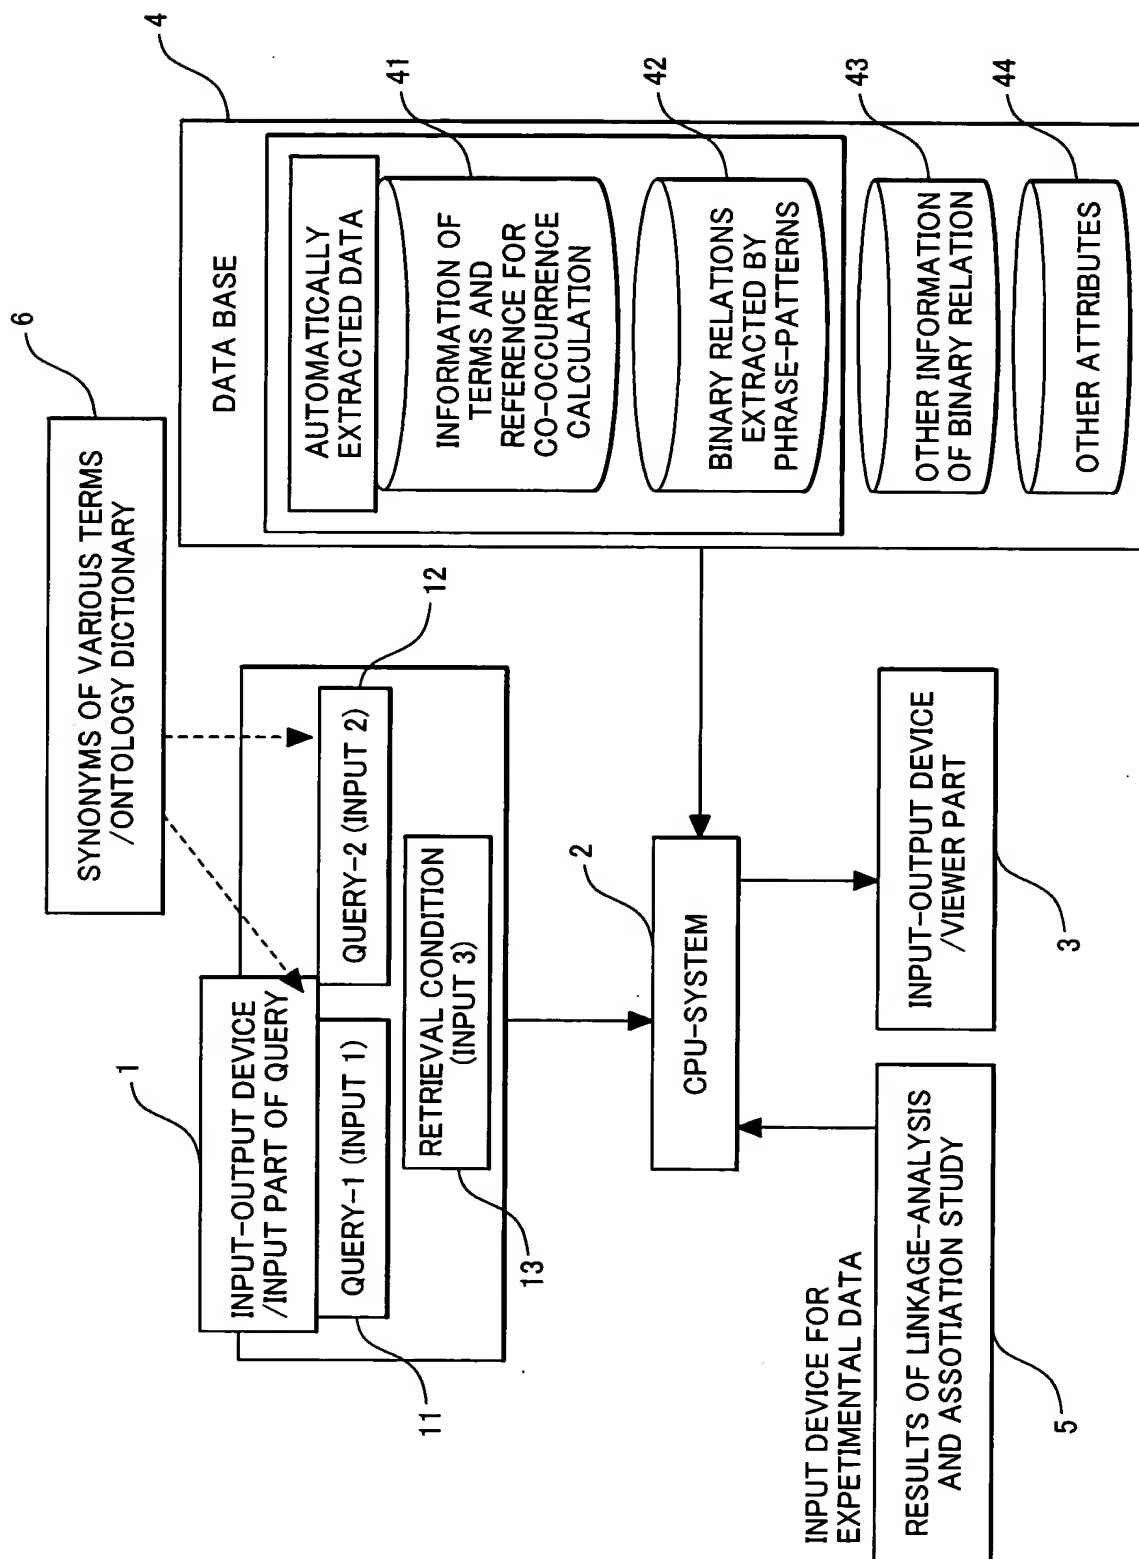 6
SYNONYMS OF VARIOUS TERMS
/ONTOLOGY DICTIONARY
1
INPUT-OUTPUT DEVICE
/INPUT PART OF QUERY
QUERY-1 (INPUT 1)
11
QUERY-2 (INPUT 2)
12
RETRIEVAL CONDITION
(INPUT 3)
13
4
DATA BASE
AUTOMATICALLY
EXTRACTED DATA
41
INFORMATION OF
TERMS AND
REFERENCE FOR
CO-OCCURRENCE
CALCULATION
42
BINARY RELATIONS
EXTRACTED BY
PHRASE-PATTERNS
43
OTHER INFORMATION
OF BINARY RELATION
44
OTHER ATTRIBUTES
2
CPU-SYSTEM
INPUT DEVICE FOR
EXPETIMENTAL DATA
RESULTS OF LINKAGE-ANALYSIS
AND ASSOTIATION STUDY
5
INPUT-OUTPUT DEVICE
/VIEWER PART
3